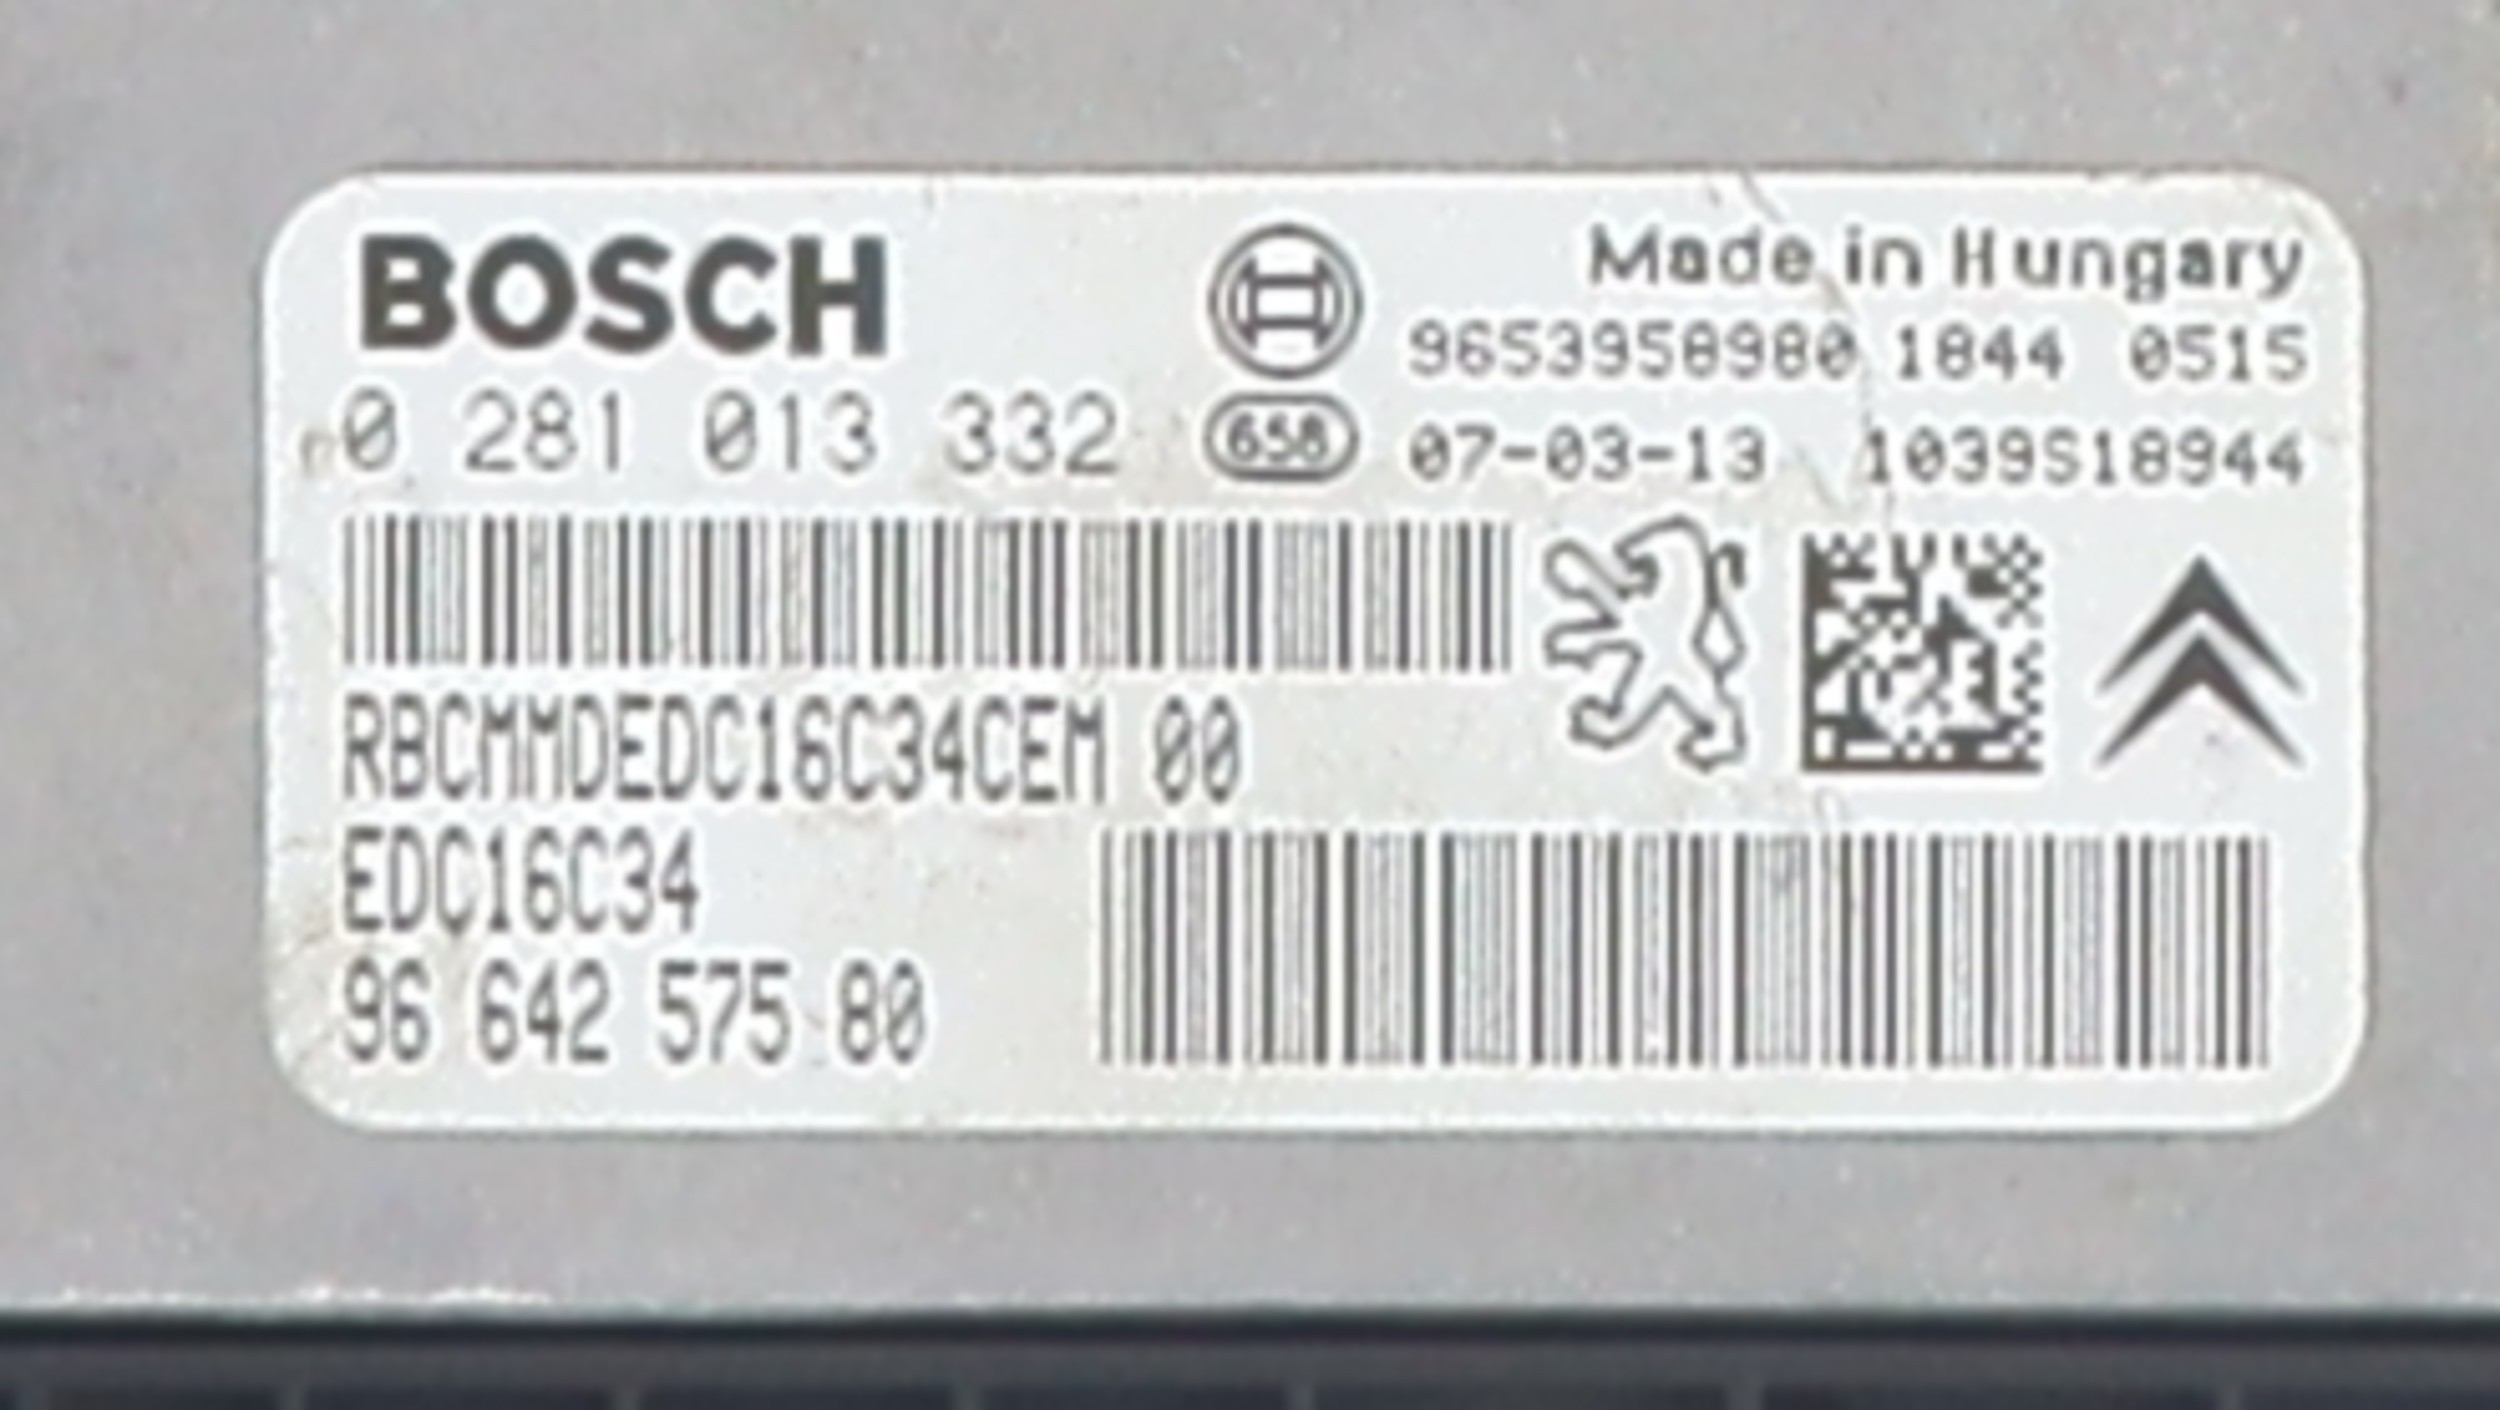 BOSCH
Made in Hungary
9653958980 1844 0515
0 281 013 332
658
07-03-13 1039S18944
RBCMMDEDC16C34CEM 00
EDC16C34
96 642 575 80